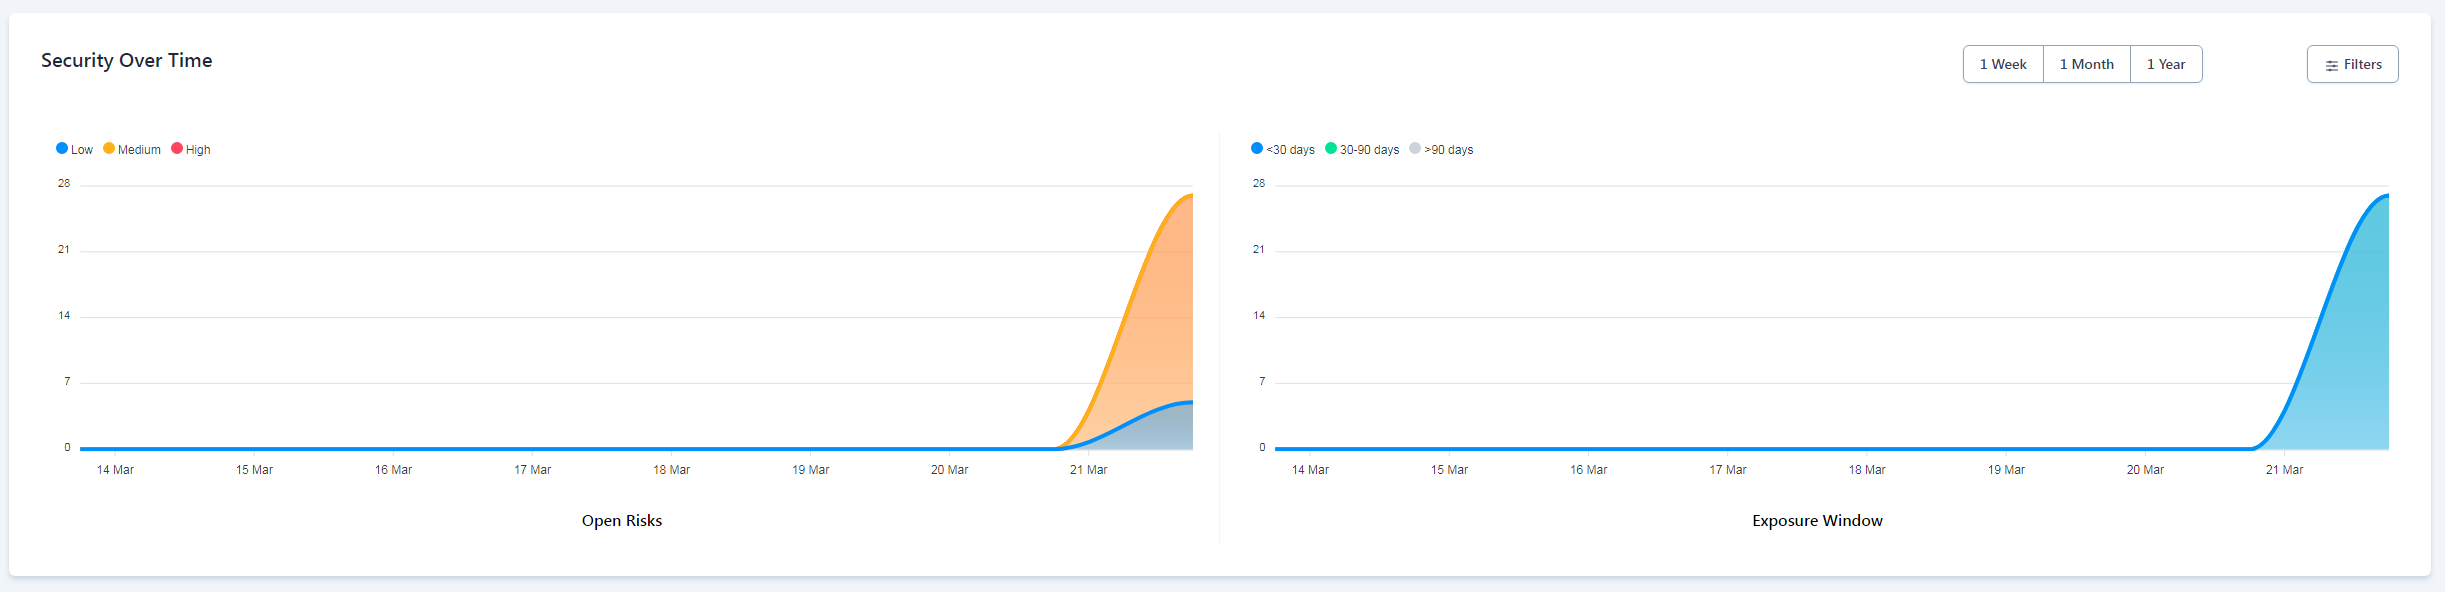 Security Over Time
1 Week 1 Month 1 Year
Filters
Low Medium High
28
21
14
7
0
14 Mar 15 Mar 16 Mar 17 Mar 18 Mar 19 Mar 20 Mar 21 Mar
Open Risks
<30 days 30-90 days >90 days
28
21
14
7
0
14 Mar 15 Mar 16 Mar 17 Mar 18 Mar 19 Mar 20 Mar 21 Mar
Exposure Window